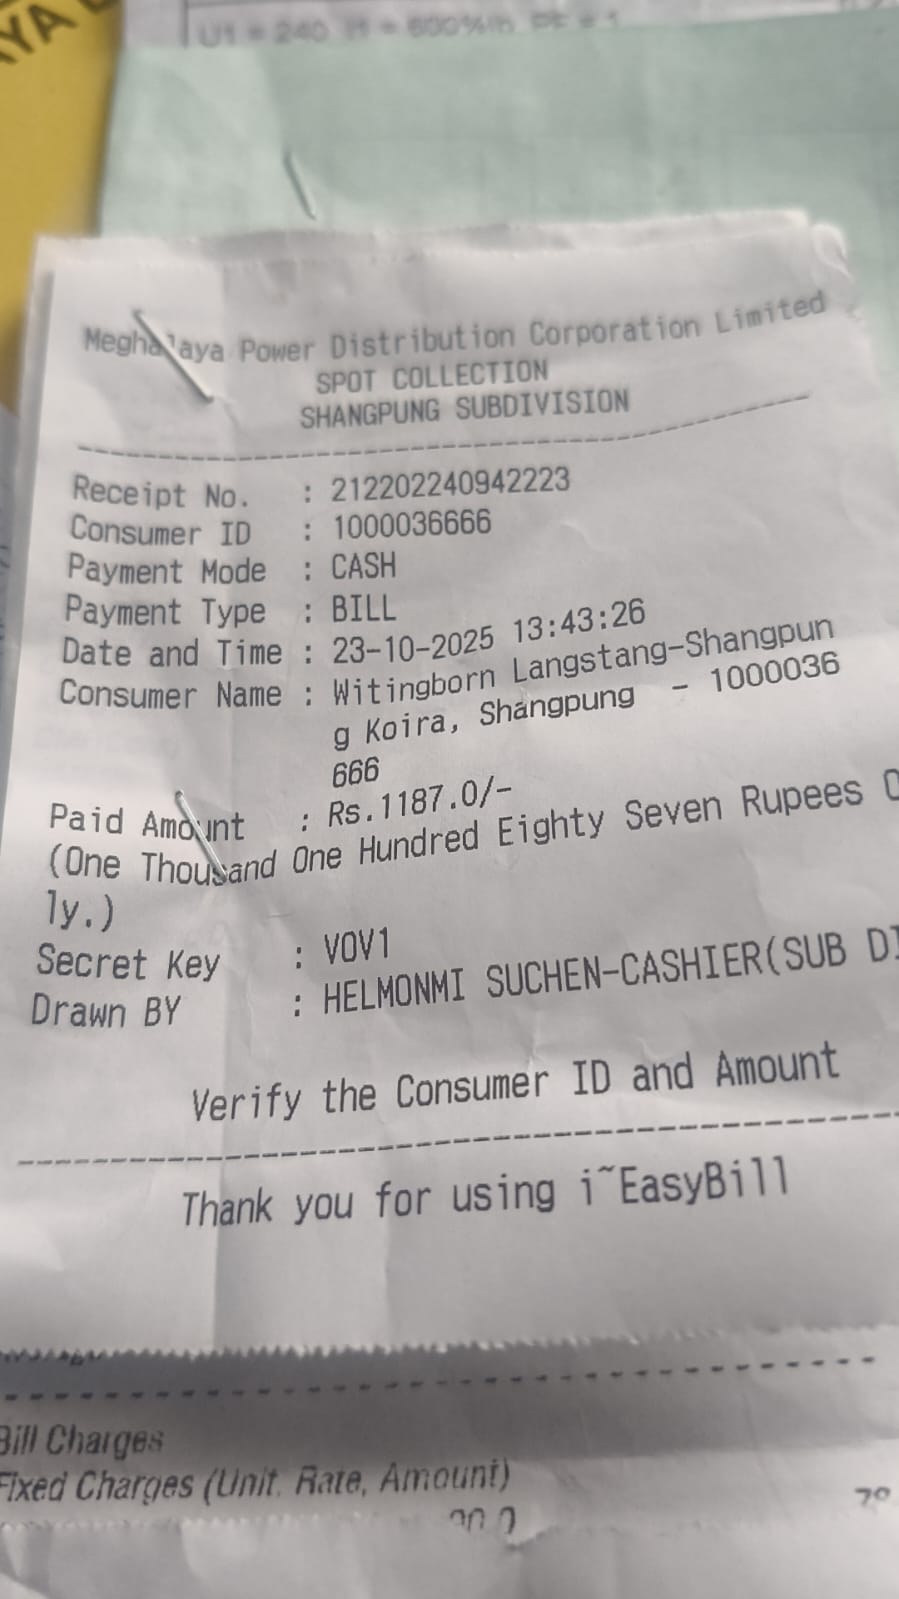 U1 = 240
Meghalaya Power Distribution Corporation Limited
SPOT COLLECTION
SHANGPUNG SUBDIVISION
Receipt No. : 212202240942223
Consumer ID : 1000036666
Payment Mode : CASH
Payment Type : BILL
Date and Time : 23-10-2025 13:43:26
Consumer Name : Witingborn Langstang-Shangpun
g Koira, Shangpung - 1000036
666
Paid Amount : Rs.1187.0/-
(One Thousand One Hundred Eighty Seven Rupees O
ly.)
Secret Key : VOV1
Drawn BY : HELMONMI SUCHEN-CASHIER(SUB DI
Verify the Consumer ID and Amount
Thank you for using i~EasyBill
Bill Charges
Fixed Charges (Unit, Rate, Amount)